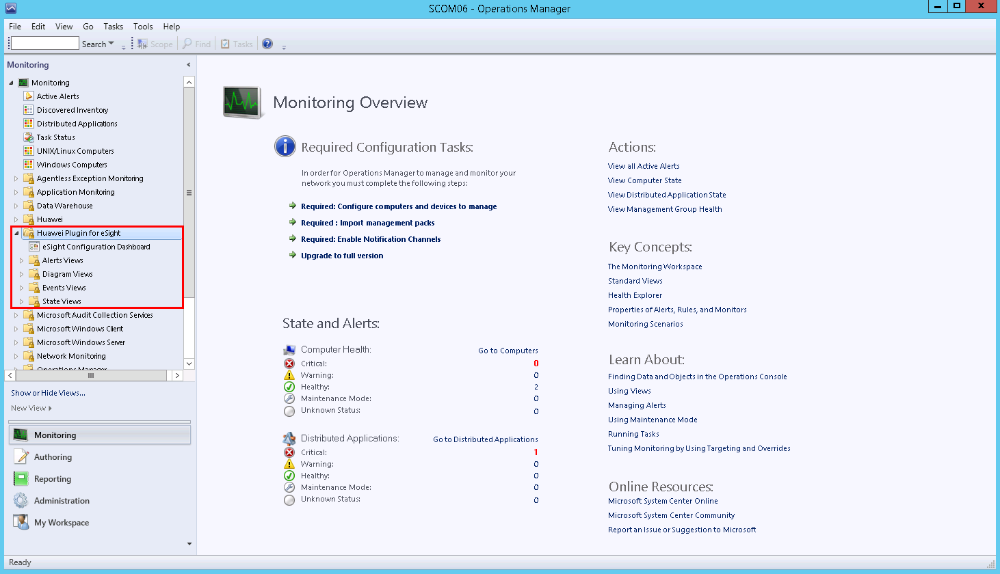 SCOM06 - Operations Manager
File Edit View Go Tasks Tools Help
Search Scope Find Tasks
Monitoring
Monitoring
Active Alerts
Discovered Inventory
Distributed Applications
Task Status
UNIX/Linux Computers
Windows Computers
Agentless Exception Monitoring
Application Monitoring
Data Warehouse
Huawei
Huawei Plugin for eSight
eSight Configuration Dashboard
Alerts Views
Diagram Views
Events Views
State Views
Microsoft Audit Collection Services
Microsoft Windows Client
Microsoft Windows Server
Network Monitoring
Operations Manager
Show or Hide Views...
New View
Monitoring
Authoring
Reporting
Administration
My Workspace
Monitoring Overview
Required Configuration Tasks:
In order for Operations Manager to manage and monitor your
network you must complete the following steps:
Required: Configure computers and devices to manage
Required : Import management packs
Required: Enable Notification Channels
Upgrade to full version
State and Alerts:
Computer Health: Go to Computers
Critical: 0
Warning: 0
Healthy: 2
Maintenance Mode: 0
Unknown Status: 0
Distributed Applications: Go to Distributed Applications
Critical: 1
Warning: 0
Healthy: 0
Maintenance Mode: 0
Unknown Status: 0
Actions:
View all Active Alerts
View Computer State
View Distributed Application State
View Management Group Health
Key Concepts:
The Monitoring Workspace
Standard Views
Health Explorer
Properties of Alerts, Rules, and Monitors
Monitoring Scenarios
Learn About:
Finding Data and Objects in the Operations Console
Using Views
Managing Alerts
Using Maintenance Mode
Running Tasks
Tuning Monitoring by Using Targeting and Overrides
Online Resources:
Microsoft System Center Online
Microsoft System Center Community
Report an Issue or Suggestion to Microsoft
Ready